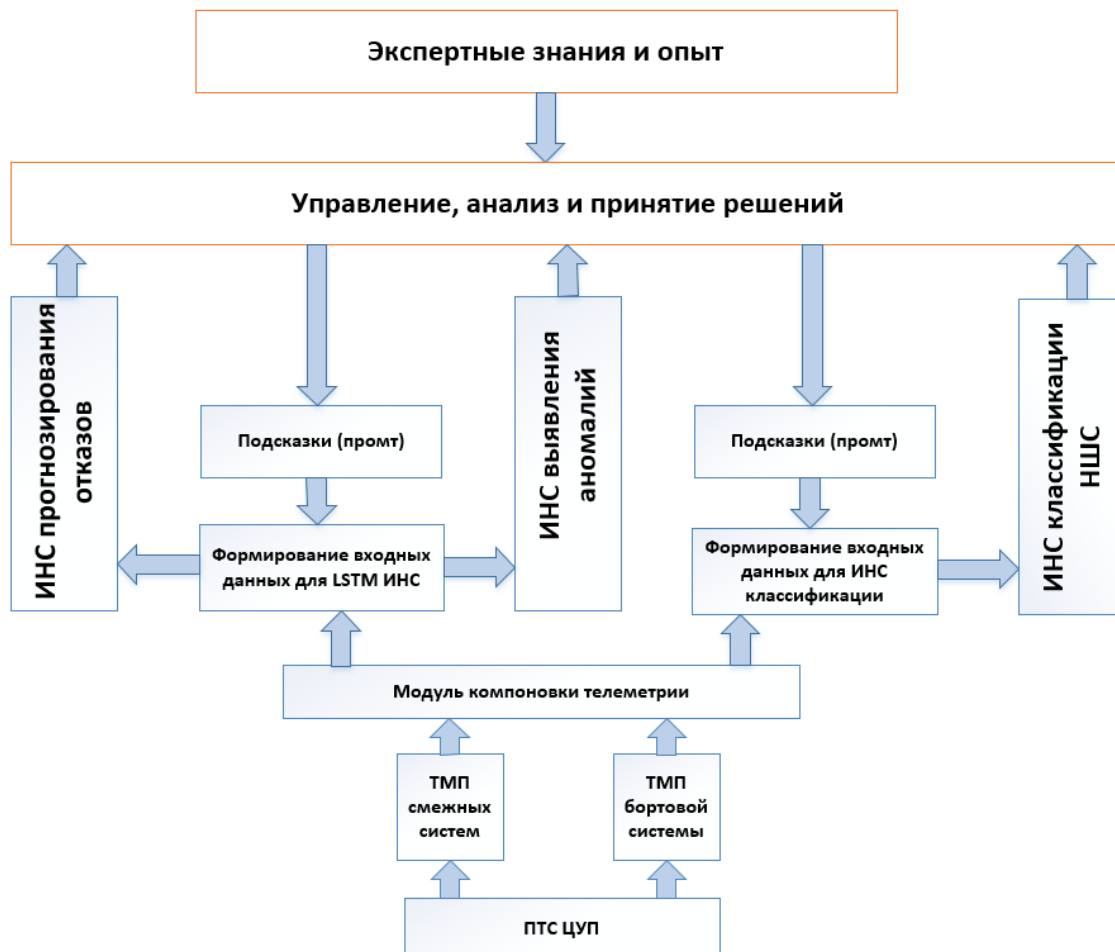 Экспертные знания и опыт
Управление, анализ и принятие решений
ИНС прогнозирования
отказов
Подсказки (промт)
Формирование входных
данных для LSTM ИНС
ИНС выявления
аномалий
Подсказки (промт)
Формирование входных
данных для ИНС
классификации
ИНС классификации
НШС
Модуль компоновки телеметрии
ТМП
смежных
систем
ТМП
бортовой
системы
ПТС ЦУП